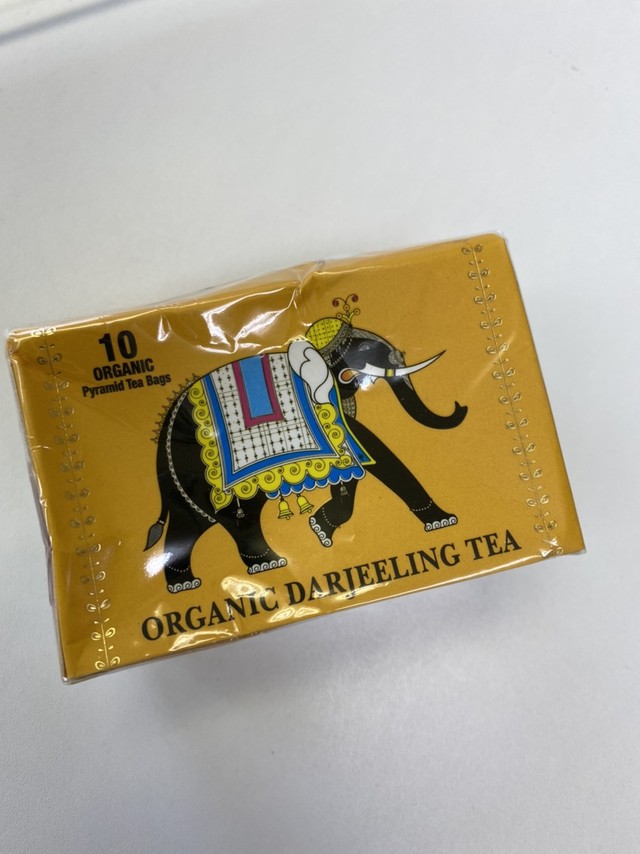 10
ORGANIC
Pyramid Tea Bags
ORGANIC DARJEELING TEA